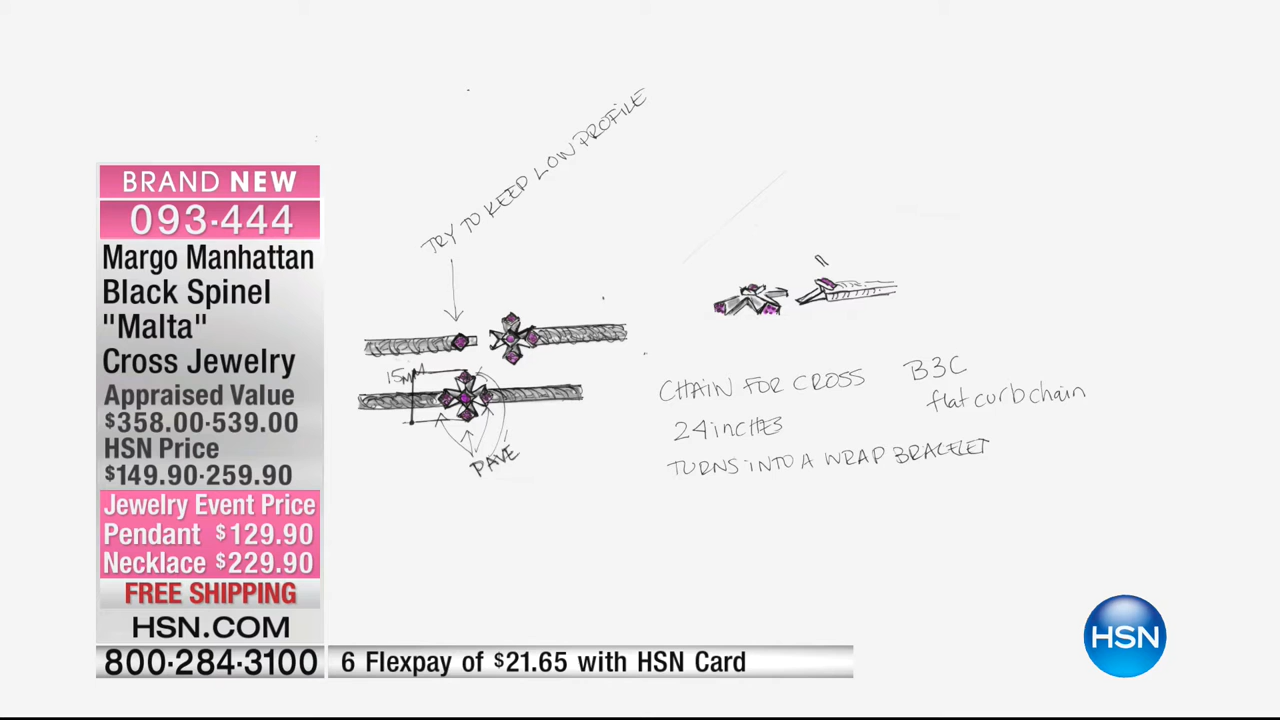 BRAND NEW
093-444
Margo Manhattan
Black Spinel
"Malta"
Cross Jewelry
Appraised Value
$358.00-539.00
HSN Price
$149.90-259.90
Jewelry Event Price
Pendant $129.90
Necklace $229.90
FREE SHIPPING
HSN.COM
800-284-3100
6 Flexpay of $21.65 with HSN Card
TRY TO KEEP LOW PROFILE
15mm
PAVE
CHAIN FOR CROSS
24 inCHES
TURNS INTO A WRAP BRACELET
B3C
flat curb chain
HSN